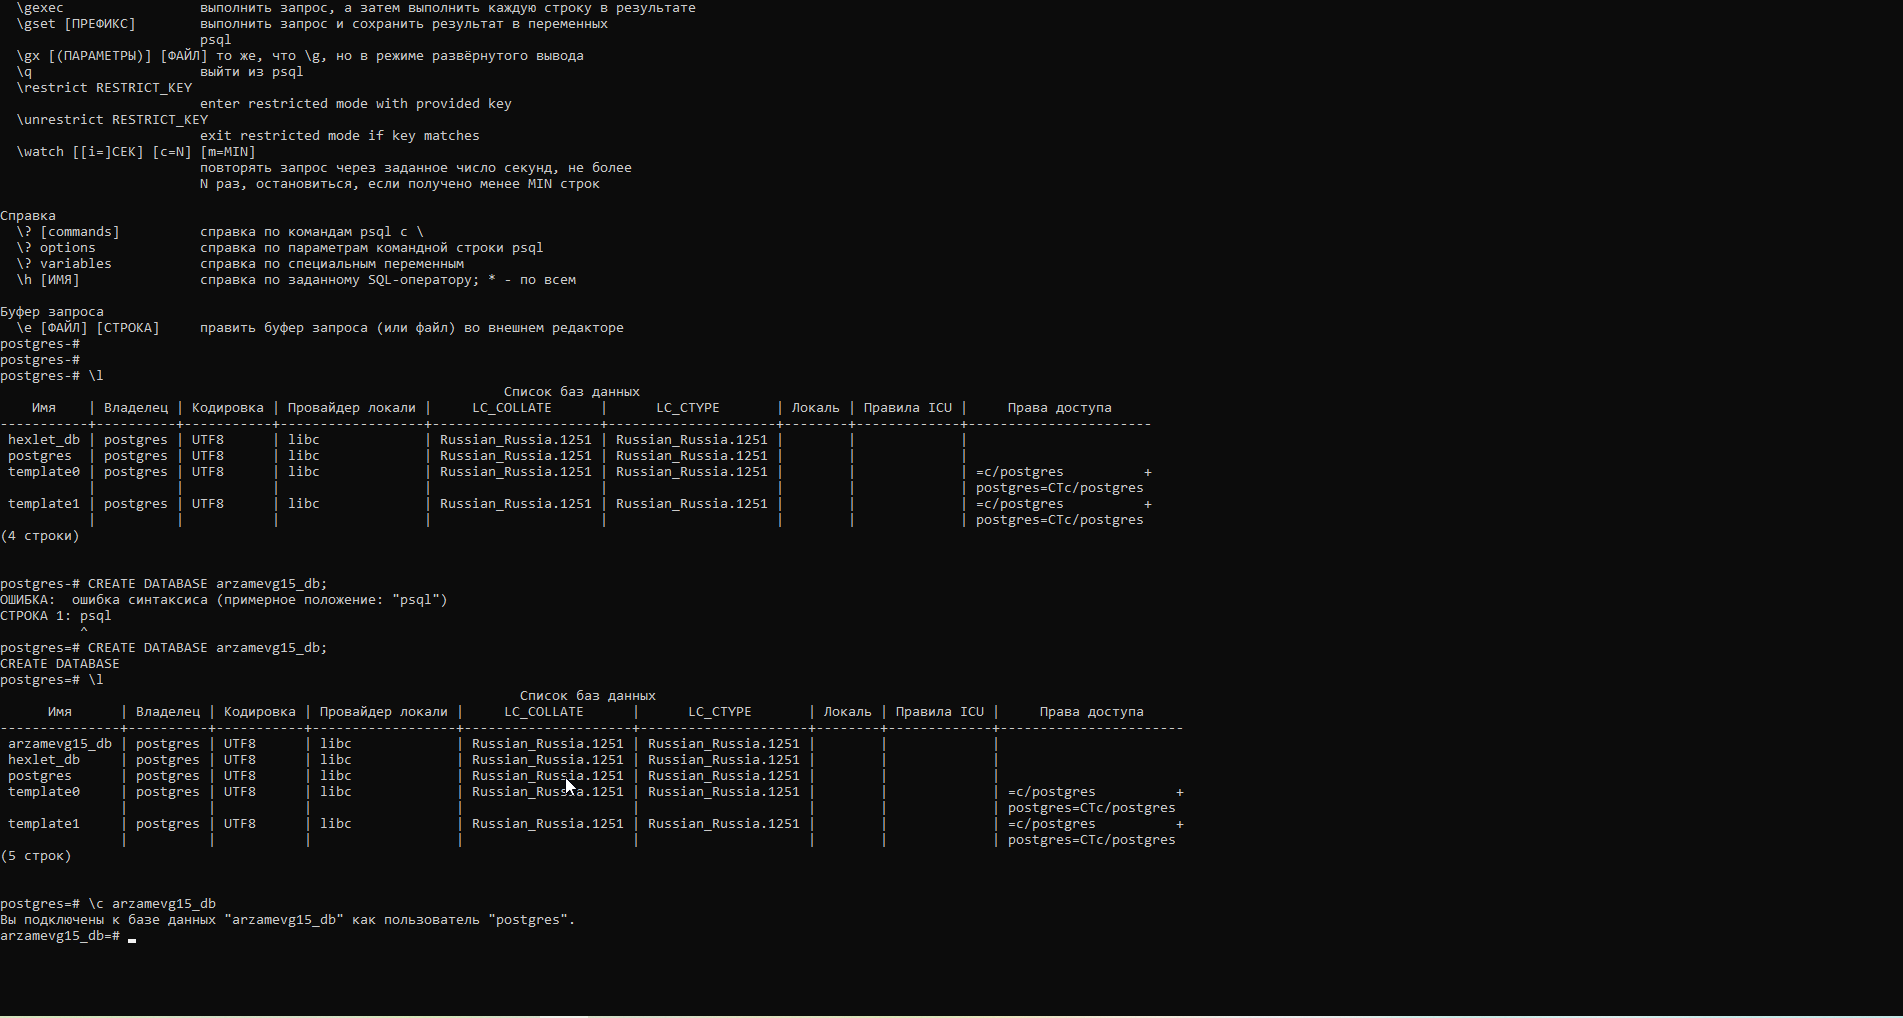 \gexec                 выполнить запрос, а затем выполнить каждую строку в результате
  \gset [ПРЕФИКС]        выполнить запрос и сохранить результат в переменных
                         psql
  \gx [(ПАРАМЕТРЫ)] [ФАЙЛ] то же, что \g, но в режиме развёрнутого вывода
  \q                     выйти из psql
  \restrict RESTRICT_KEY
                         enter restricted mode with provided key
  \unrestrict RESTRICT_KEY
                         exit restricted mode if key matches
  \watch [[i=]СЕК] [c=N] [m=MIN]
                         повторять запрос через заданное число секунд, не более
                         N раз, остановиться, если получено менее MIN строк

Справка
  \? [commands]          справка по командам psql с \
  \? options             справка по параметрам командной строки psql
  \? variables           справка по специальным переменным
  \h [ИМЯ]               справка по заданному SQL-оператору; * - по всем

Буфер запроса
  \e [ФАЙЛ] [СТРОКА]     править буфер запроса (или файл) во внешнем редакторе
postgres-#
postgres-#
postgres-# \l
                                                               Список баз данных
    Имя    | Владелец | Кодировка | Провайдер локали |     LC_COLLATE      |      LC_CTYPE       | Локаль | Правила ICU |     Права доступа
-----------+----------+-----------+------------------+---------------------+---------------------+--------+-------------+-----------------------
 hexlet_db | postgres | UTF8      | libc             | Russian_Russia.1251 | Russian_Russia.1251 |        |             |
 postgres  | postgres | UTF8      | libc             | Russian_Russia.1251 | Russian_Russia.1251 |        |             |
 template0 | postgres | UTF8      | libc             | Russian_Russia.1251 | Russian_Russia.1251 |        |             | =c/postgres          +
           |          |           |                  |                     |                     |        |             | postgres=CTc/postgres
 template1 | postgres | UTF8      | libc             | Russian_Russia.1251 | Russian_Russia.1251 |        |             | =c/postgres          +
           |          |           |                  |                     |                     |        |             | postgres=CTc/postgres
(4 строки)

postgres-# CREATE DATABASE arzamevg15_db;
ОШИБКА:  ошибка синтаксиса (примерное положение: "psql")
СТРОКА 1: psql
          ^
postgres=# CREATE DATABASE arzamevg15_db;
CREATE DATABASE
postgres=# \l
                                                                 Список баз данных
      Имя      | Владелец | Кодировка | Провайдер локали |     LC_COLLATE      |      LC_CTYPE       | Локаль | Правила ICU |     Права доступа
---------------+----------+-----------+------------------+---------------------+---------------------+--------+-------------+-----------------------
 arzamevg15_db | postgres | UTF8      | libc             | Russian_Russia.1251 | Russian_Russia.1251 |        |             |
 hexlet_db     | postgres | UTF8      | libc             | Russian_Russia.1251 | Russian_Russia.1251 |        |             |
 postgres      | postgres | UTF8      | libc             | Russian_Russia.1251 | Russian_Russia.1251 |        |             |
 template0     | postgres | UTF8      | libc             | Russian_Russia.1251 | Russian_Russia.1251 |        |             | =c/postgres          +
               |          |           |                  |                     |                     |        |             | postgres=CTc/postgres
 template1     | postgres | UTF8      | libc             | Russian_Russia.1251 | Russian_Russia.1251 |        |             | =c/postgres          +
               |          |           |                  |                     |                     |        |             | postgres=CTc/postgres
(5 строк)

postgres=# \c arzamevg15_db
Вы подключены к базе данных "arzamevg15_db" как пользователь "postgres".
arzamevg15_db=#